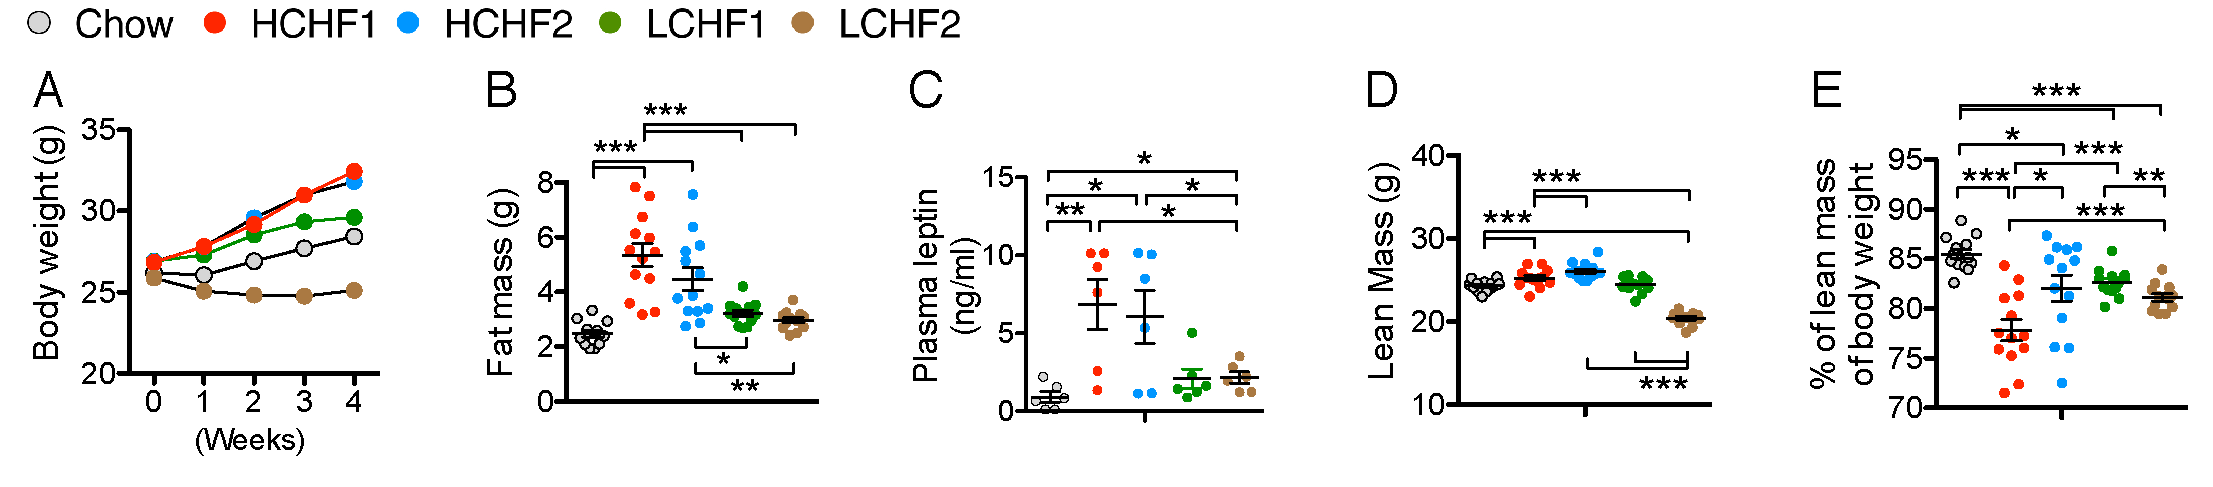 Chow HCHF1 HCHF2 LCHF1 LCHF2
A
Body weight (g)
35
30
25
20
0 1 2 3 4
(Weeks)
B
Fat mass (g)
8
6
4
2
0
***
***
*
**
C
Plasma leptin
(ng/ml)
15
10
5
0
*
* *
** *
D
Lean Mass (g)
40
30
20
10
***
***
***
E
% of lean mass
of body weight
95
90
85
80
75
70
***
*
***
*** * **
***